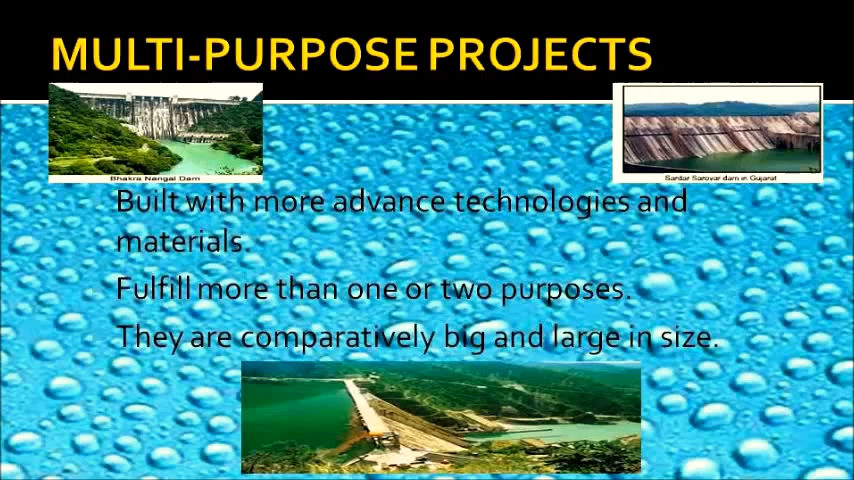 MULTI-PURPOSE PROJECTS
Bhakra Nangal Dam
Sardar Sarovar dam in Gujarat
Built with more advance technologies and
materials.
Fulfill more than one or two purposes.
They are comparatively big and large in size.